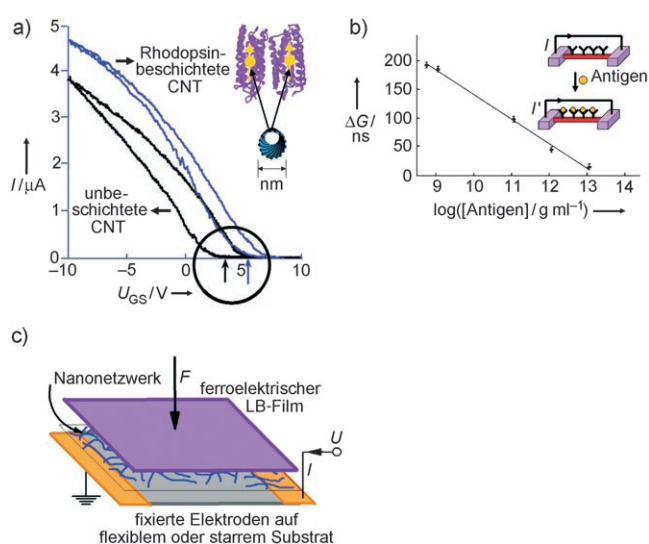 a)
5
4
3
2
1
0
I/μA
-10
-5
0
5
10
U_GS/V
Rhodopsin-
beschichtete
CNT
unbe-
schichtete
CNT
nm
b)
200
150
100
50
0
ΔG/
ns
9
10
11
12
13
14
log([Antigen]/g ml⁻¹)
I
Antigen
I'
c)
Nanonetzwerk
F
ferroelektrischer
LB-Film
U
I
fixierte Elektroden auf
flexiblem oder starrem Substrat